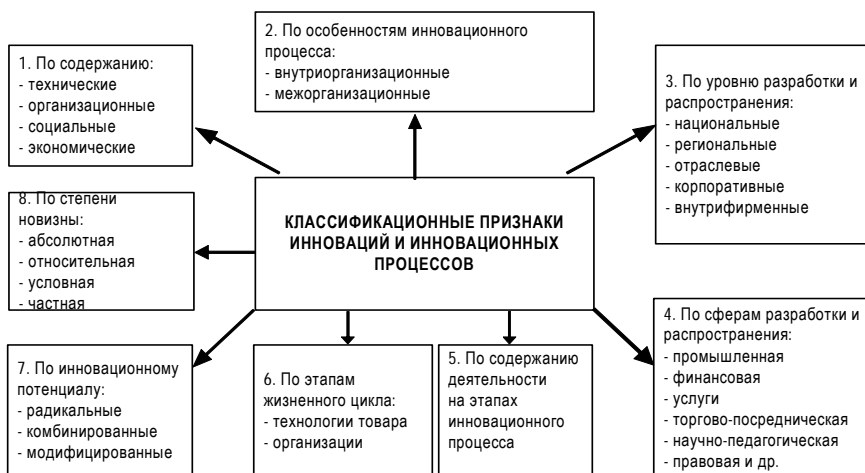 1. По содержанию:
- технические
- организационные
- социальные
- экономические
2. По особенностям инновационного
процесса:
- внутриорганизационные
- межорганизационные
3. По уровню разработки и
распространения:
- национальные
- региональные
- отраслевые
- корпоративные
- внутрифирменные
8. По степени
новизны:
- абсолютная
- относительная
- условная
- частная
КЛАССИФИКАЦИОННЫЕ ПРИЗНАКИ
ИННОВАЦИЙ И ИННОВАЦИОННЫХ
ПРОЦЕССОВ
7. По инновационному
потенциалу:
- радикальные
- комбинированные
- модифицированные
6. По этапам
жизненного цикла:
- технологии товара
- организации
5. По содержанию
деятельности
на этапах
инновационного
процесса
4. По сферам разработки и
распространения:
- промышленная
- финансовая
- услуги
- торгово-посредническая
- научно-педагогическая
- правовая и др.